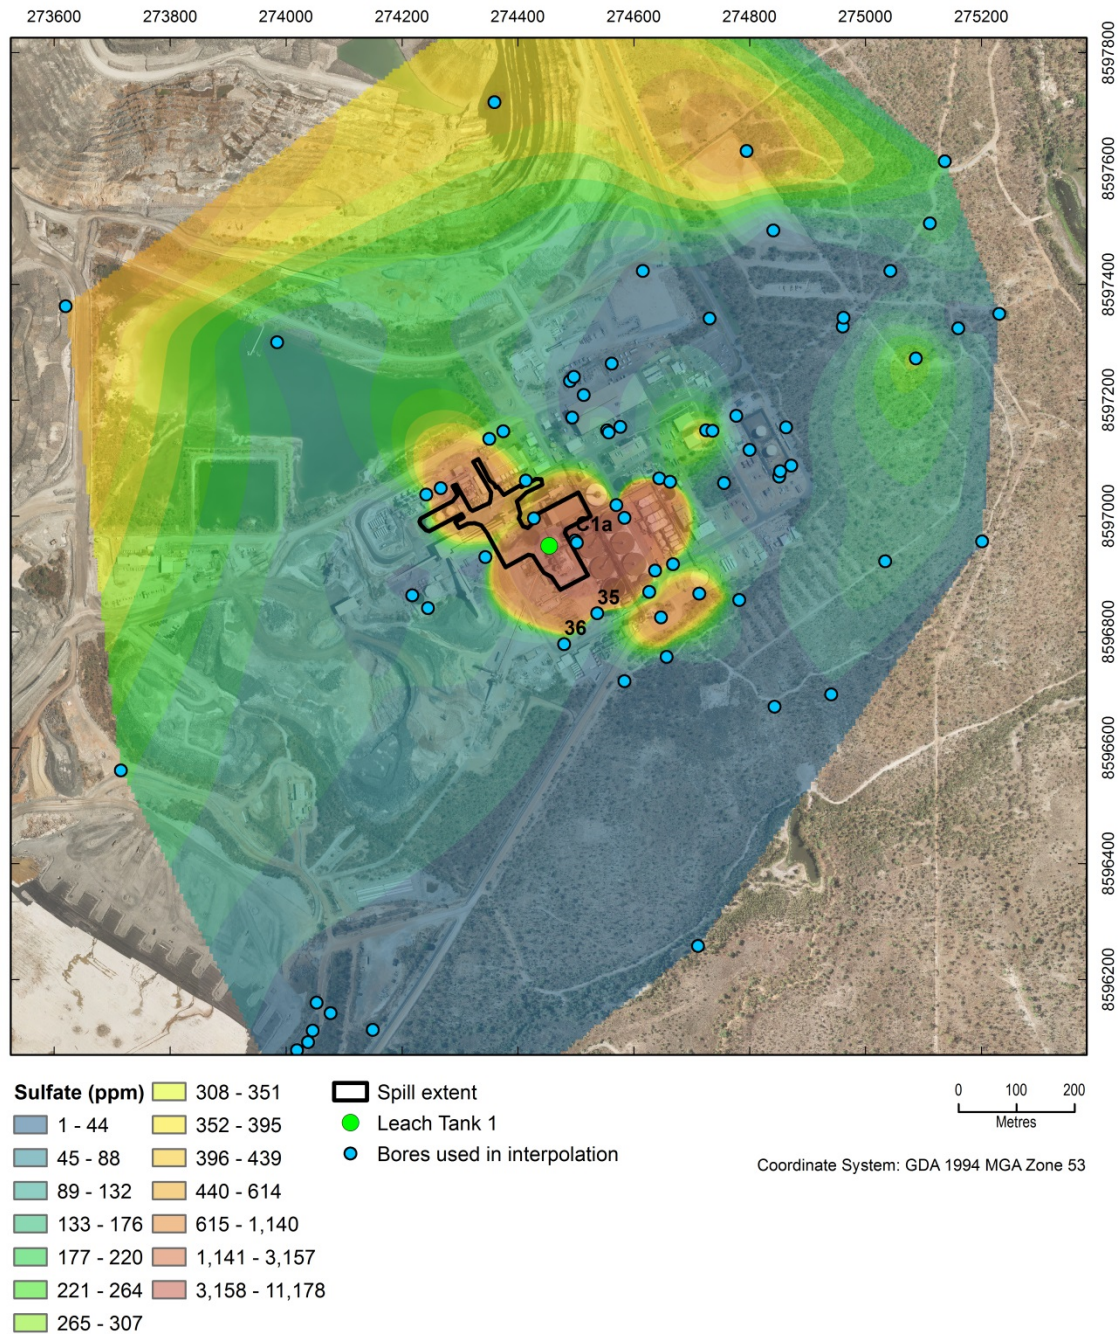 273600 273800 274000 274200 274400 274600 274800 275000 275200
8597800
8597600
8597400
8597200
8597000
8596800
8596600
8596400
8596200
C1a
35
36
Sulfate (ppm)
1 - 44
45 - 88
89 - 132
133 - 176
177 - 220
221 - 264
265 - 307
308 - 351
352 - 395
396 - 439
440 - 614
615 - 1,140
1,141 - 3,157
3,158 - 11,178
Spill extent
Leach Tank 1
Bores used in interpolation
0 100 200
Metres
Coordinate System: GDA 1994 MGA Zone 53